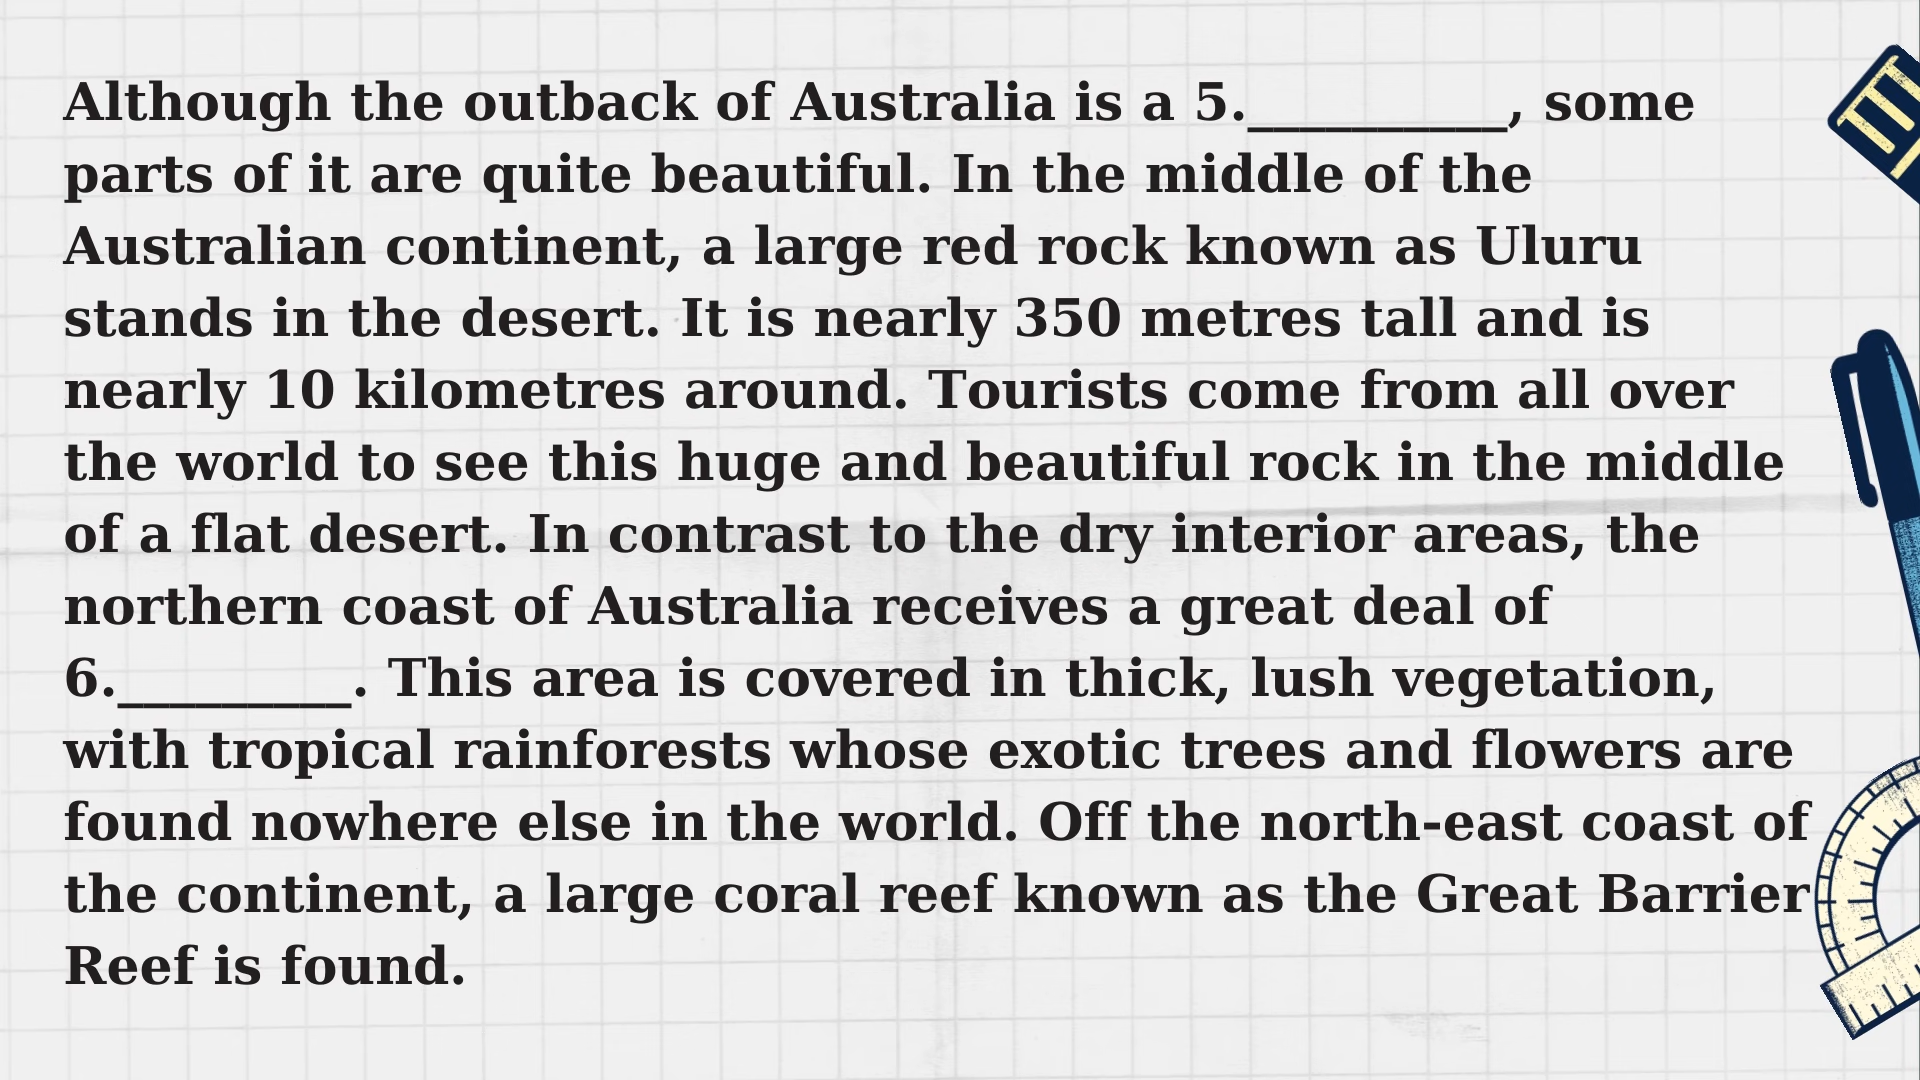 Although the outback of Australia is a 5.__________, some
parts of it are quite beautiful. In the middle of the
Australian continent, a large red rock known as Uluru
stands in the desert. It is nearly 350 metres tall and is
nearly 10 kilometres around. Tourists come from all over
the world to see this huge and beautiful rock in the middle
of a flat desert. In contrast to the dry interior areas, the
northern coast of Australia receives a great deal of
6._________. This area is covered in thick, lush vegetation,
with tropical rainforests whose exotic trees and flowers are
found nowhere else in the world. Off the north-east coast of
the continent, a large coral reef known as the Great Barrier
Reef is found.